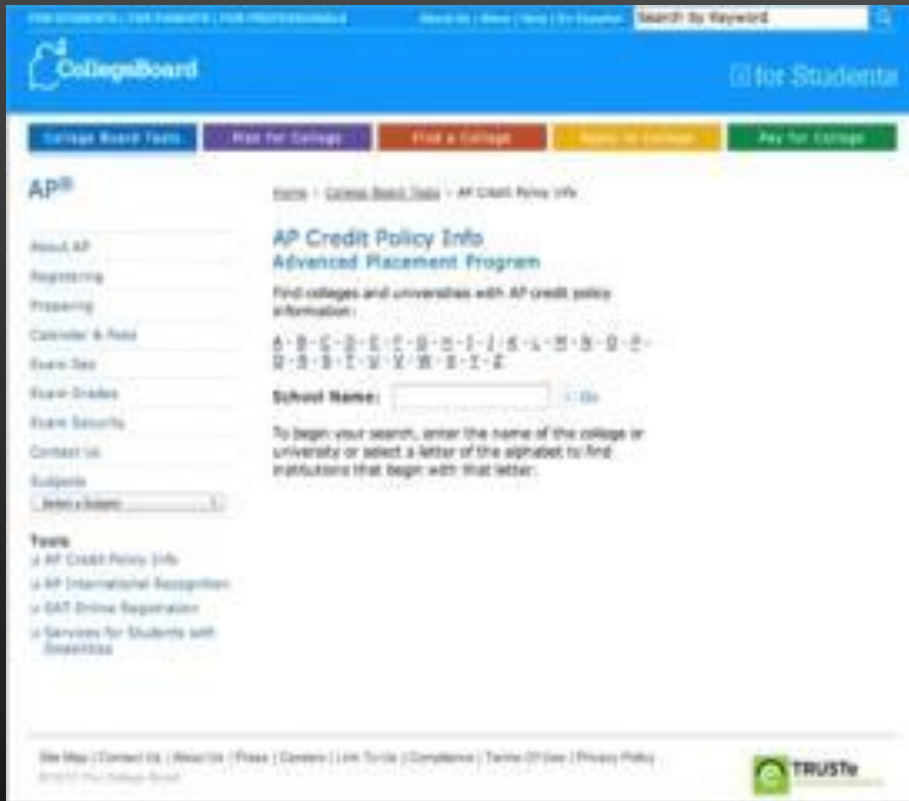 FOR STUDENTS | FOR PARENTS | FOR PROFESSIONALS
Search by Keyword
CollegeBoard
for Students
College Board Tests
Plan for College
Find a College
Apply to College
Pay for College
AP®
Home > College Board Tests > AP Credit Policy Info
About AP
Registering
Preparing
Calendar & Fees
Exam Day
Exam Grades
Exam Security
Contact Us
Subjects
Select a Subject
Tools
AP Credit Policy Info
AP International Recognition
SAT Online Registration
Services for Students with
Disabilities
AP Credit Policy Info
Advanced Placement Program
Find colleges and universities with AP credit policy
information:
A · B · C · D · E · F · G · H · I · J · K · L · M · N · O · P ·
Q · R · S · T · U · V · W · X · Y · Z
School Name:
Go
To begin your search, enter the name of the college or
university or select a letter of the alphabet to find
institutions that begin with that letter.
Site Map | Contact Us | About Us | Press | Careers | Link To Us | Compliance | Terms Of Use | Privacy Policy
The College Board
TRUSTe